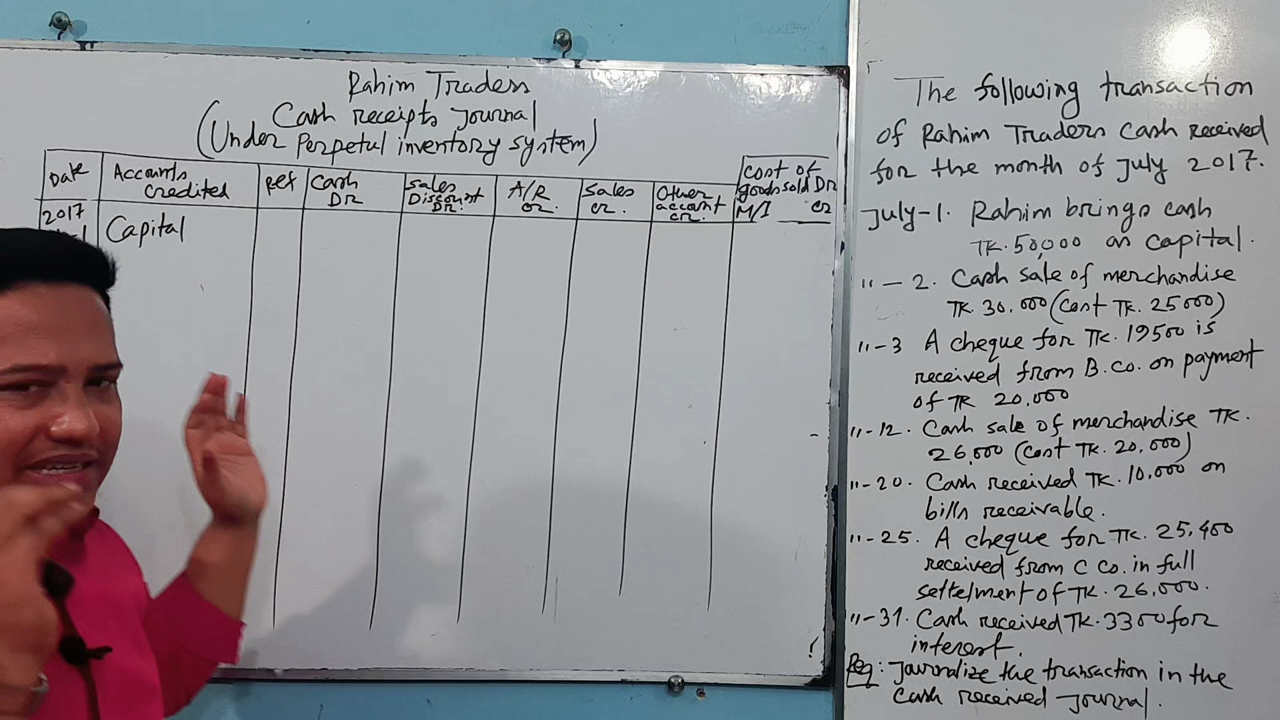 Rahim Traders
Cash receipts Journal
(Under Perpetul inventory system)
Date
Accounts
credited
Ref
Cash
DR
Sales
Discount
DR.
A/R
cr.
Sales
cr.
Other
account
cr.
Cost of
goods sold DR
M/I cr
2017
Capital
The following transaction
of Rahim Traders Cash received
for the month of July 2017.
July-1. Rahim brings cash
TK. 50,000 as capital.
"-2. Cash sale of merchandise
TK. 30,000 (Cost TK. 25000)
"-3 A cheque for TK. 19500 is
received from B.co. on payment
of TK 20,000
"-12. Cash sale of merchandise TK.
26,000 (Cost TK. 20,000)
"-20. Cash received TK. 10,000 on
bills receivable.
"-25. A cheque for TK. 25,400
received from C Co. in full
settelment of TK. 26,000.
"-31. Cash received TK. 3300 for
interest.
Req: Journalize the transaction in the
Cash received Journal.